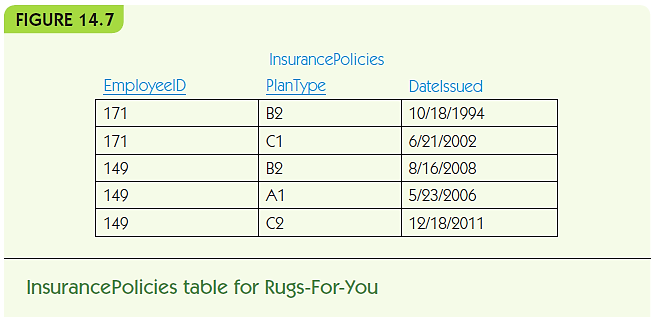 FIGURE 14.7
InsurancePolicies
EmployeeID PlanType DateIssued
171 B2 10/18/1994
171 C1 6/21/2002
149 B2 8/16/2008
149 A1 5/23/2006
149 C2 12/18/2011
InsurancePolicies table for Rugs-For-You